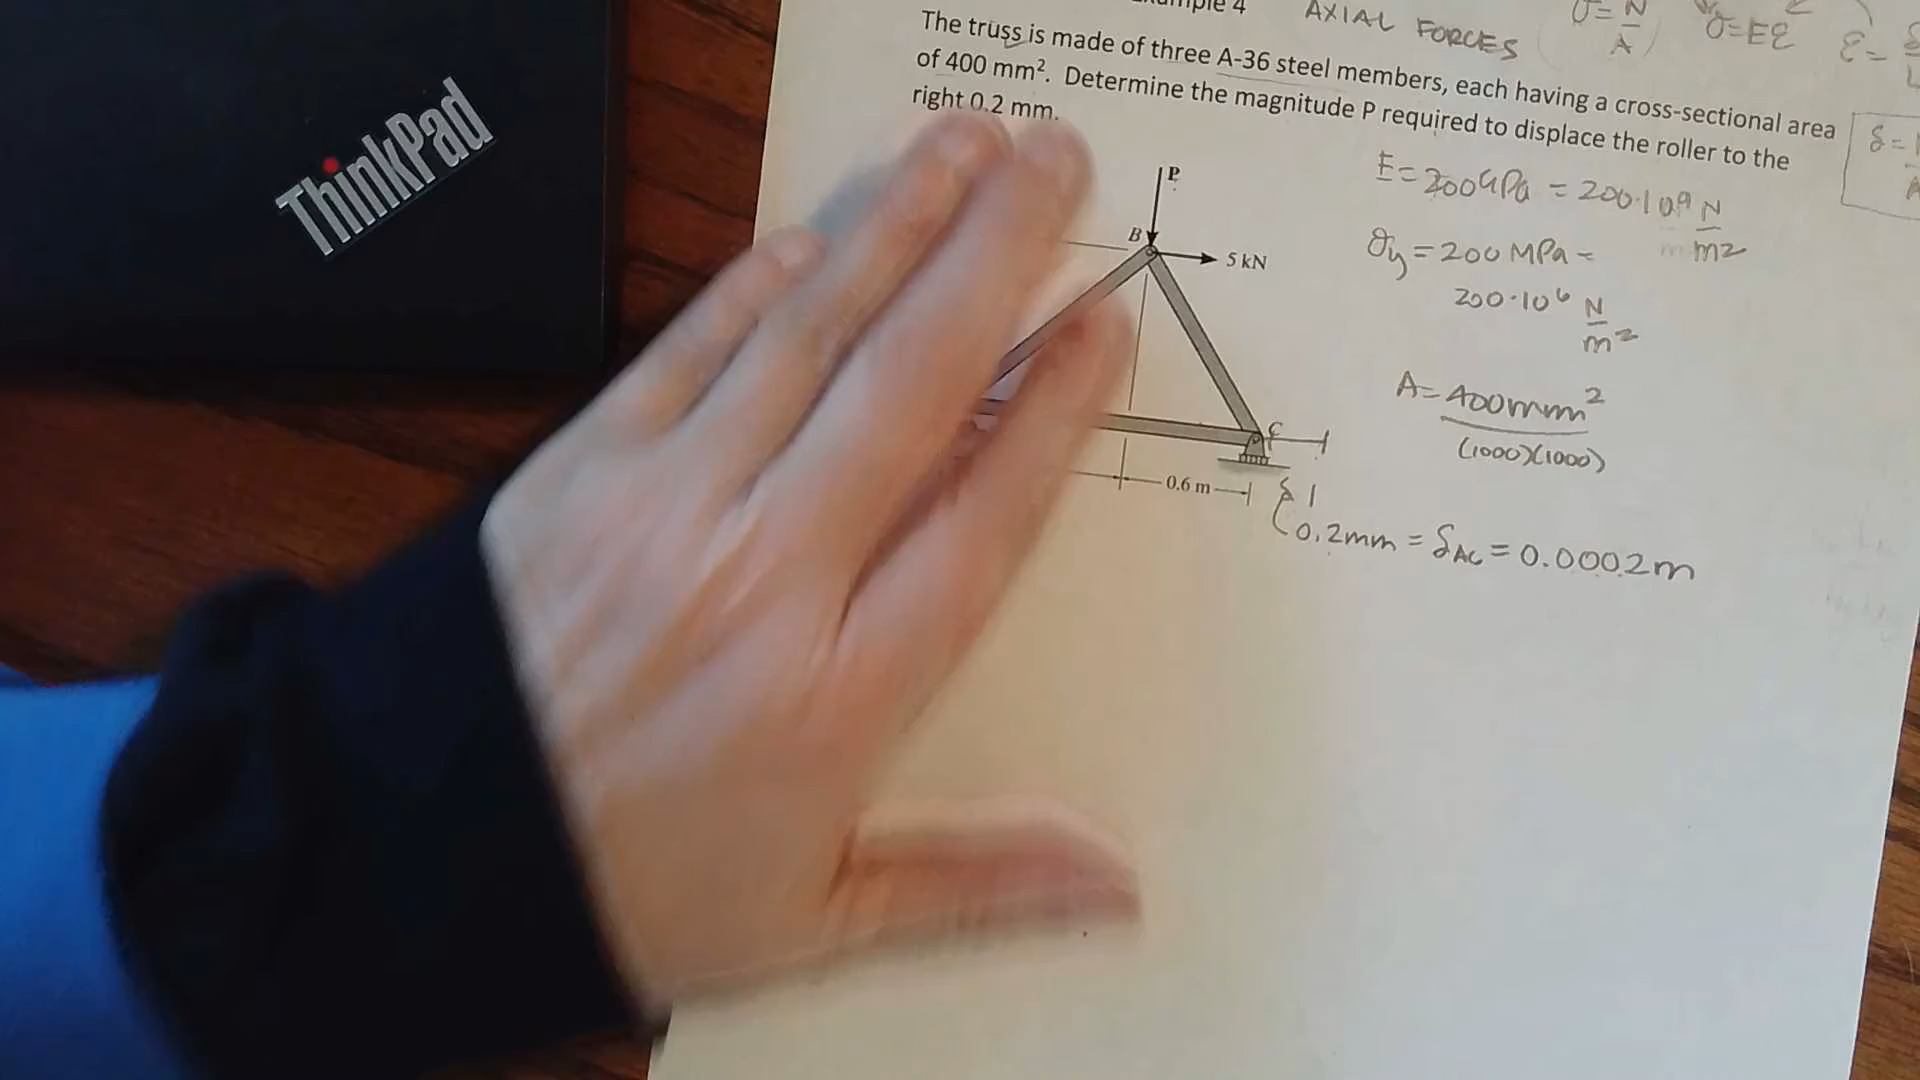 ThinkPad
AXIAL FORCES
σ = N/A
σ = Eε
The truss is made of three A-36 steel members, each having a cross-sectional area
of 400 mm². Determine the magnitude P required to displace the roller to the
right 0.2 mm.
P
B
5 kN
C
0.6 m
E = 200GPa = 200·10⁹ N/m²
σy = 200 MPa =
200·10⁶ N/m²
A = 400mm²
(1000)(1000)
0.2mm = δAC = 0.0002m